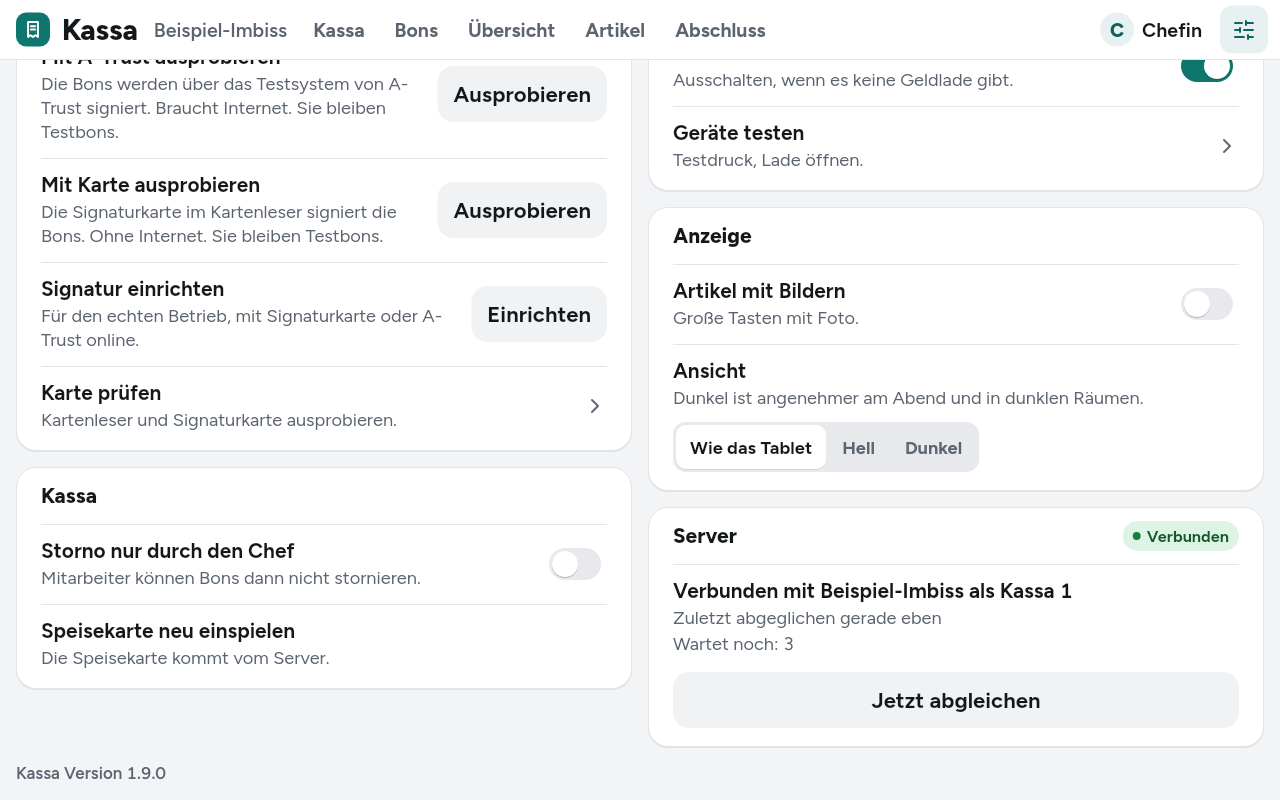 Kassa
Beispiel-Imbiss
Kassa
Bons
Übersicht
Artikel
Abschluss
C
Chefin
Mit A-Trust ausprobieren
Die Bons werden über das Testsystem von A-
Trust signiert. Braucht Internet. Sie bleiben
Testbons.
Ausprobieren
Mit Karte ausprobieren
Die Signaturkarte im Kartenleser signiert die
Bons. Ohne Internet. Sie bleiben Testbons.
Ausprobieren
Signatur einrichten
Für den echten Betrieb, mit Signaturkarte oder A-
Trust online.
Einrichten
Karte prüfen
Kartenleser und Signaturkarte ausprobieren.
Kassa
Storno nur durch den Chef
Mitarbeiter können Bons dann nicht stornieren.
Speisekarte neu einspielen
Die Speisekarte kommt vom Server.
Ausschalten, wenn es keine Geldlade gibt.
Geräte testen
Testdruck, Lade öffnen.
Anzeige
Artikel mit Bildern
Große Tasten mit Foto.
Ansicht
Dunkel ist angenehmer am Abend und in dunklen Räumen.
Wie das Tablet
Hell
Dunkel
Server
Verbunden
Verbunden mit Beispiel-Imbiss als Kassa 1
Zuletzt abgeglichen gerade eben
Wartet noch: 3
Jetzt abgleichen
Kassa Version 1.9.0